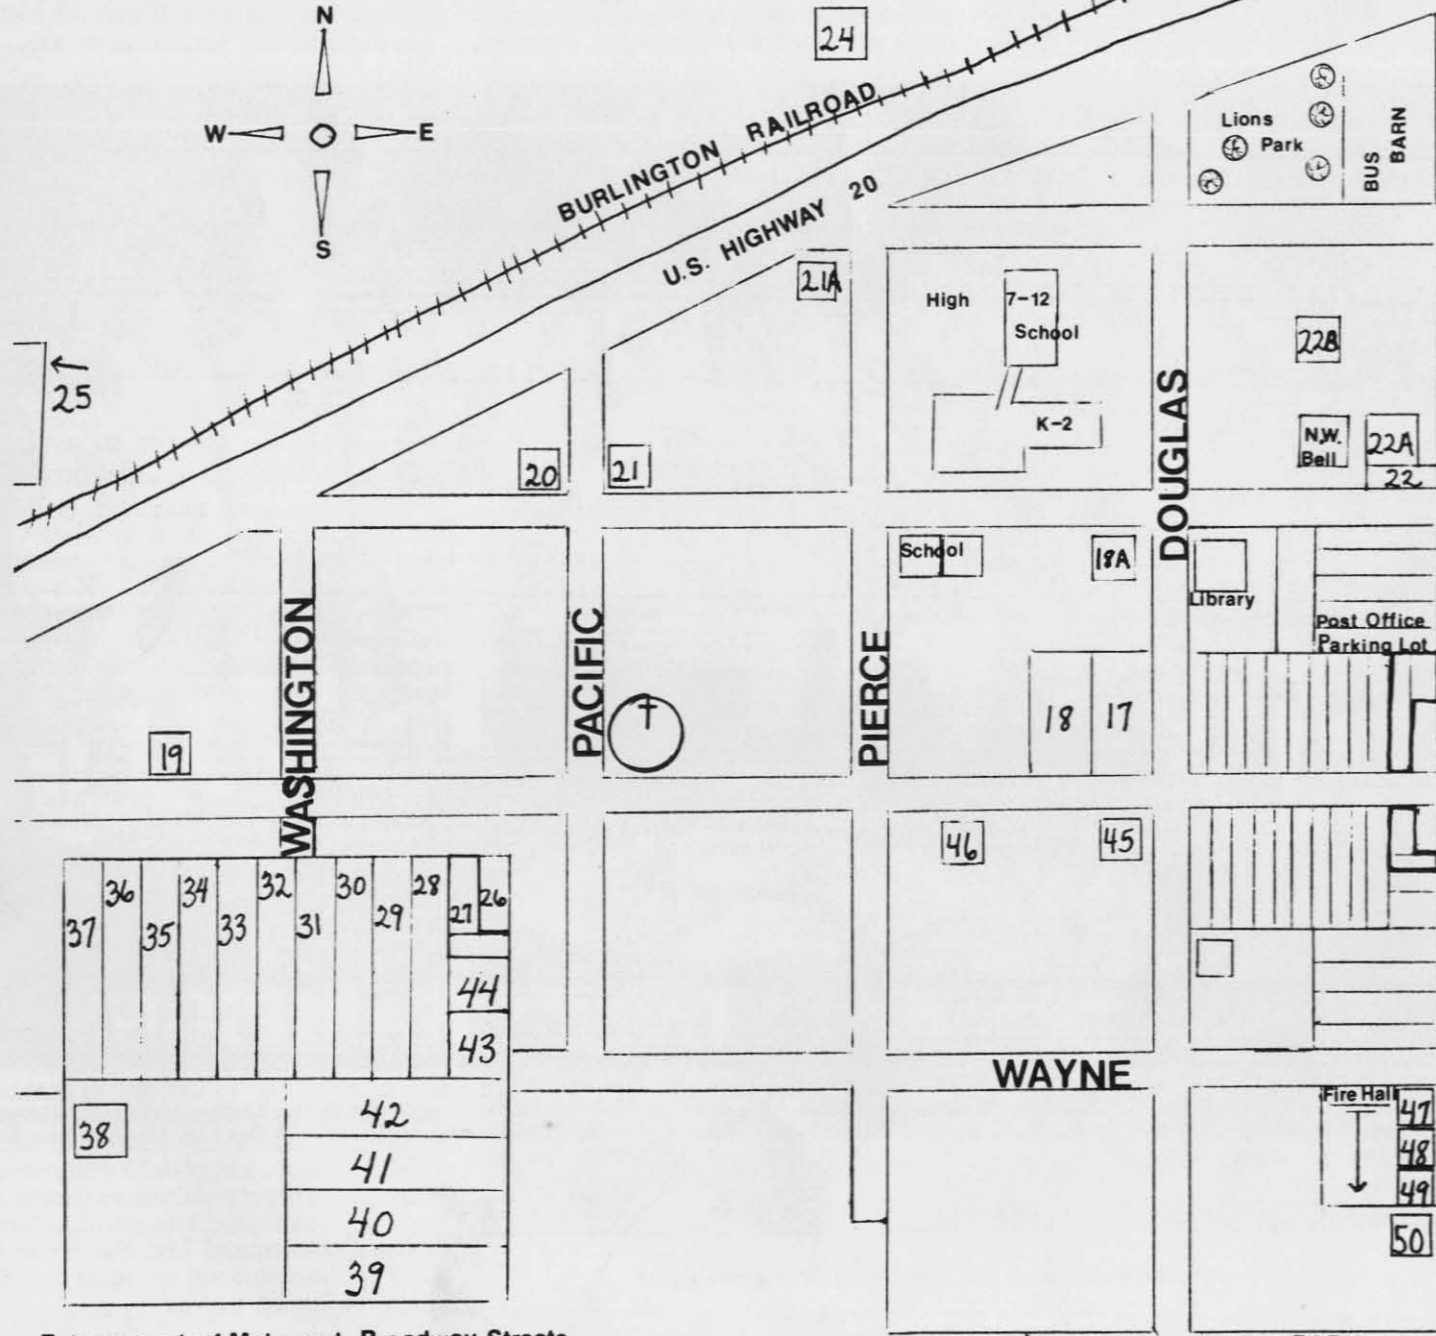 N
24
W E
S
BURLINGTON RAILROAD
U.S. HIGHWAY 20
Lions
Park
BUS
BARN
21A
High 7-12
School
22B
25
K-2
N.W.
Bell
22A
22
20
21
DOUGLAS
School
18A
Library
Post Office
Parking Lot
WASHINGTON
PACIFIC
PIERCE
18 17
19
46
45
37 36 35 34 33 32 31 30 29 28 27 26
44
43
WAYNE
Fire Hall
47
48
49
50
38
42
41
40
39